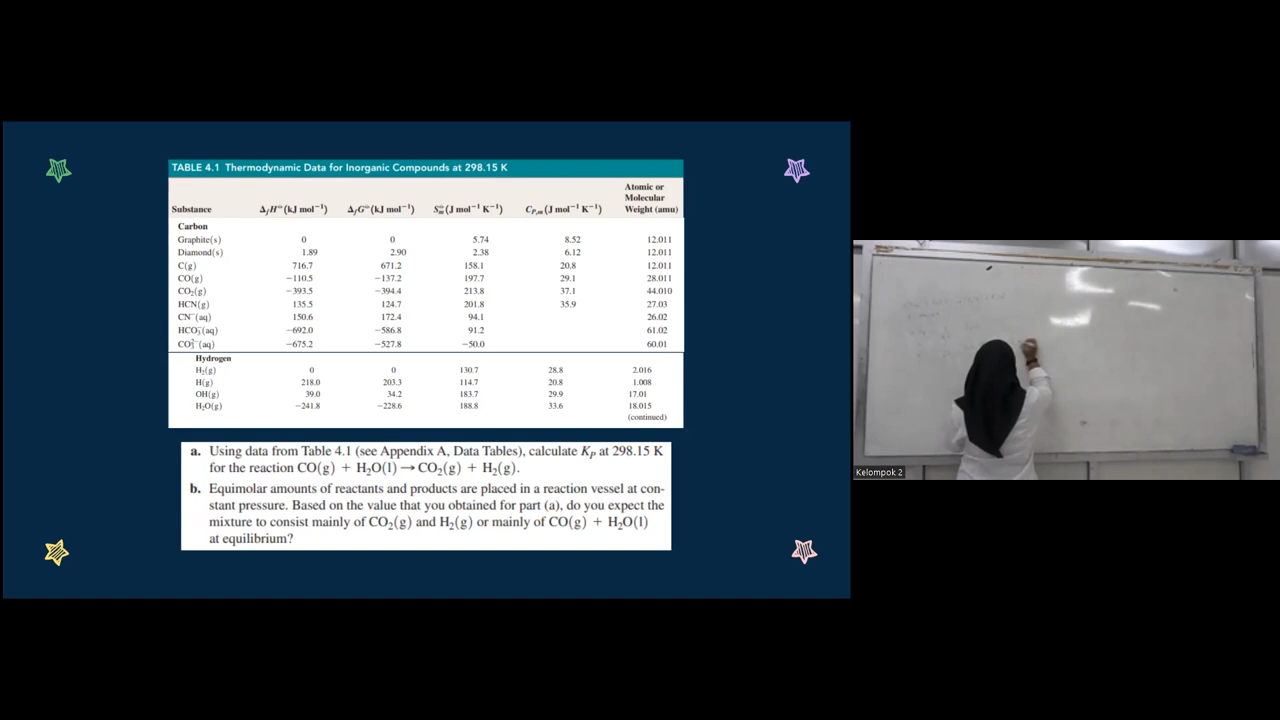 TABLE 4.1 Thermodynamic Data for Inorganic Compounds at 298.15 K
Substance ΔfH°(kJ mol⁻¹) ΔfG°(kJ mol⁻¹) S°m(J mol⁻¹ K⁻¹) CP,m(J mol⁻¹ K⁻¹) Atomic or Molecular Weight (amu)
Carbon
Graphite(s) 0 0 5.74 8.52 12.011
Diamond(s) 1.89 2.90 2.38 6.12 12.011
C(g) 716.7 671.2 158.1 20.8 12.011
CO(g) −110.5 −137.2 197.7 29.1 28.011
CO₂(g) −393.5 −394.4 213.8 37.1 44.010
HCN(g) 135.5 124.7 201.8 35.9 27.03
CN⁻(aq) 150.6 172.4 94.1 26.02
HCO₃⁻(aq) −692.0 −586.8 91.2 61.02
CO₃²⁻(aq) −675.2 −527.8 −50.0 60.01
Hydrogen
H₂(g) 0 0 130.7 28.8 2.016
H(g) 218.0 203.3 114.7 20.8 1.008
OH(g) 39.0 34.2 183.7 29.9 17.01
H₂O(g) −241.8 −228.6 188.8 33.6 18.015
(continued)
a. Using data from Table 4.1 (see Appendix A, Data Tables), calculate KP at 298.15 K
for the reaction CO(g) + H₂O(l) → CO₂(g) + H₂(g).
b. Equimolar amounts of reactants and products are placed in a reaction vessel at con-
stant pressure. Based on the value that you obtained for part (a), do you expect the
mixture to consist mainly of CO₂(g) and H₂(g) or mainly of CO(g) + H₂O(l)
at equilibrium?
Kelompok 2